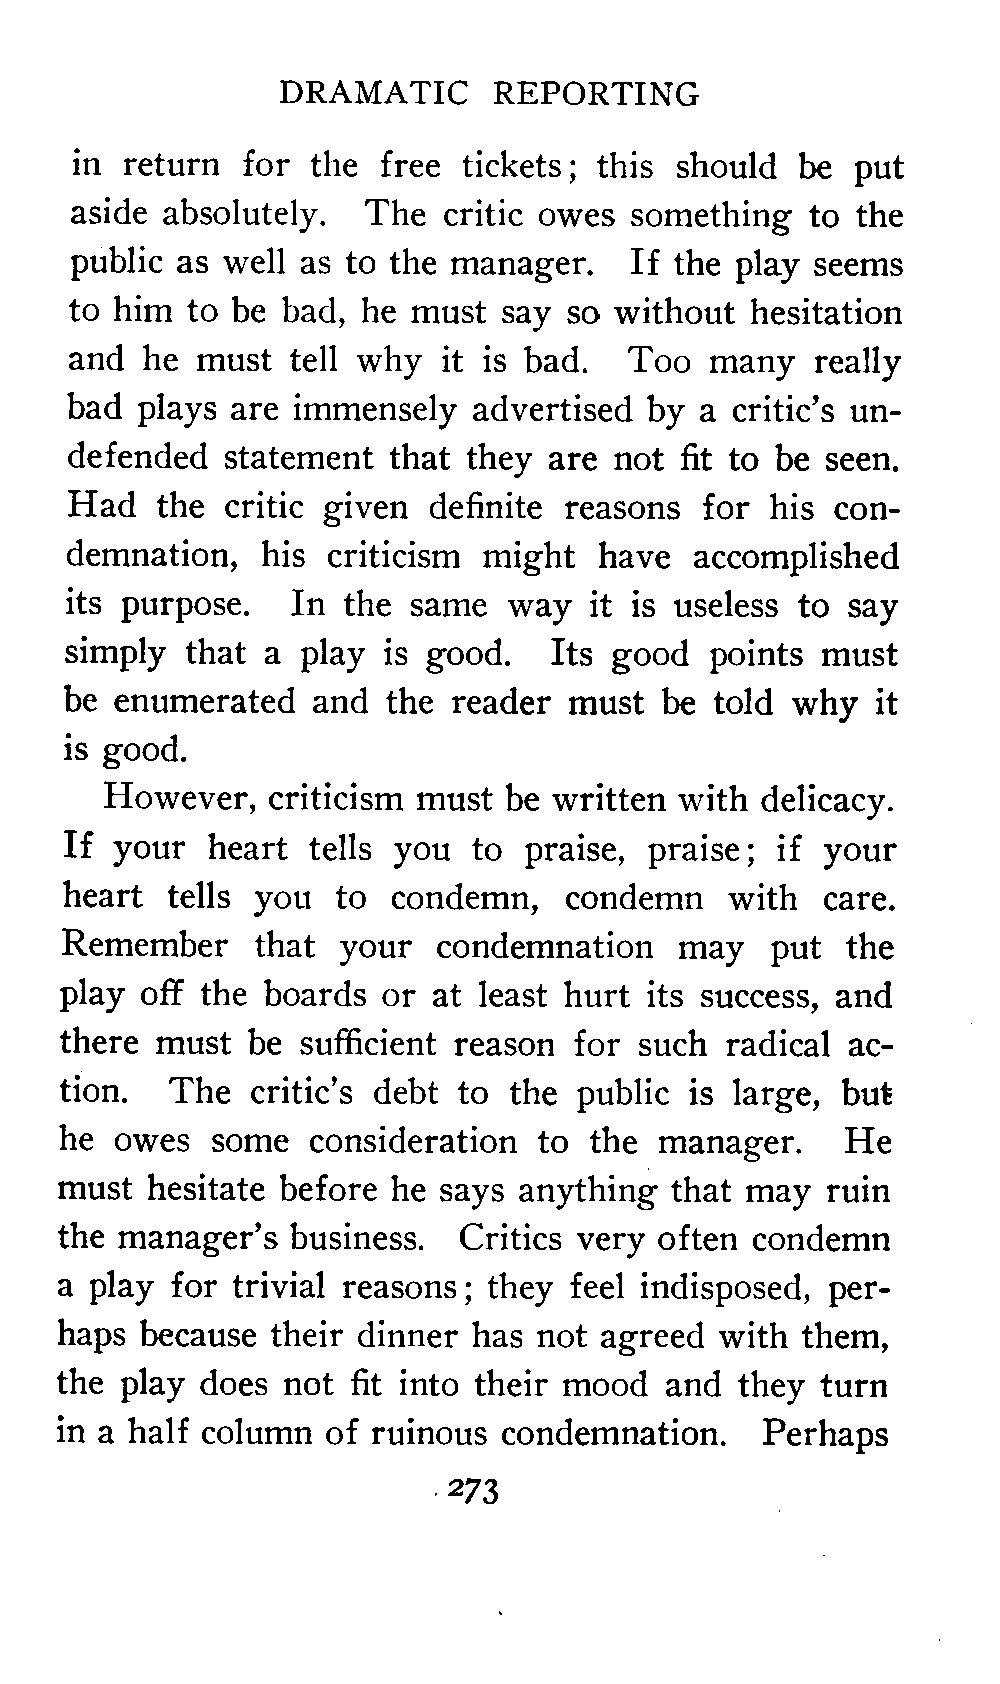 DRAMATIC REPORTING
in return for the free tickets; this should be put
aside absolutely. The critic owes something to the
public as well as to the manager. If the play seems
to him to be bad, he must say so without hesitation
and he must tell why it is bad. Too many really
bad plays are immensely advertised by a critic's un-
defended statement that they are not fit to be seen.
Had the critic given definite reasons for his con-
demnation, his criticism might have accomplished
its purpose. In the same way it is useless to say
simply that a play is good. Its good points must
be enumerated and the reader must be told why it
is good.
However, criticism must be written with delicacy.
If your heart tells you to praise, praise; if your
heart tells you to condemn, condemn with care.
Remember that your condemnation may put the
play off the boards or at least hurt its success, and
there must be sufficient reason for such radical ac-
tion. The critic's debt to the public is large, but
he owes some consideration to the manager. He
must hesitate before he says anything that may ruin
the manager's business. Critics very often condemn
a play for trivial reasons; they feel indisposed, per-
haps because their dinner has not agreed with them,
the play does not fit into their mood and they turn
in a half column of ruinous condemnation. Perhaps
273